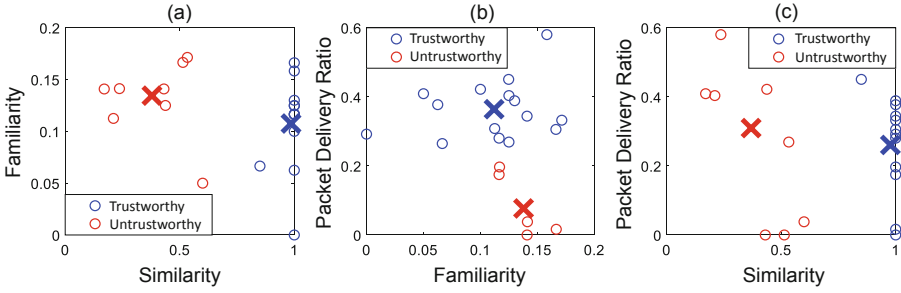 (a)
0.2
0.15
0.1
0.05
0
Familiarity
Trustworthy
Untrustworthy
0
0.5
1
Similarity
(b)
0.6
0.4
0.2
0
Packet Delivery Ratio
Trustworthy
Untrustworthy
0
0.05
0.1
0.15
0.2
Familiarity
(c)
0.6
0.4
0.2
0
Packet Delivery Ratio
Trustworthy
Untrustworthy
0
0.5
1
Similarity